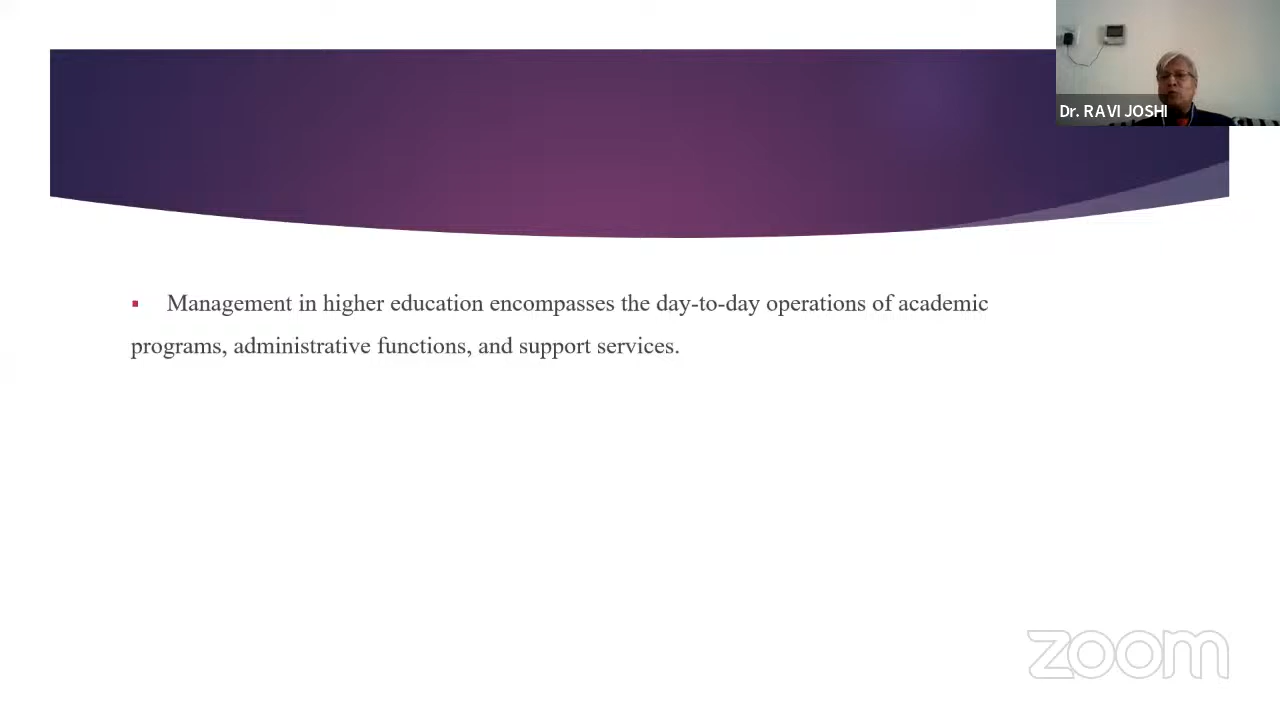 Dr. RAVI JOSHI
▪ Management in higher education encompasses the day-to-day operations of academic
programs, administrative functions, and support services.
zoom